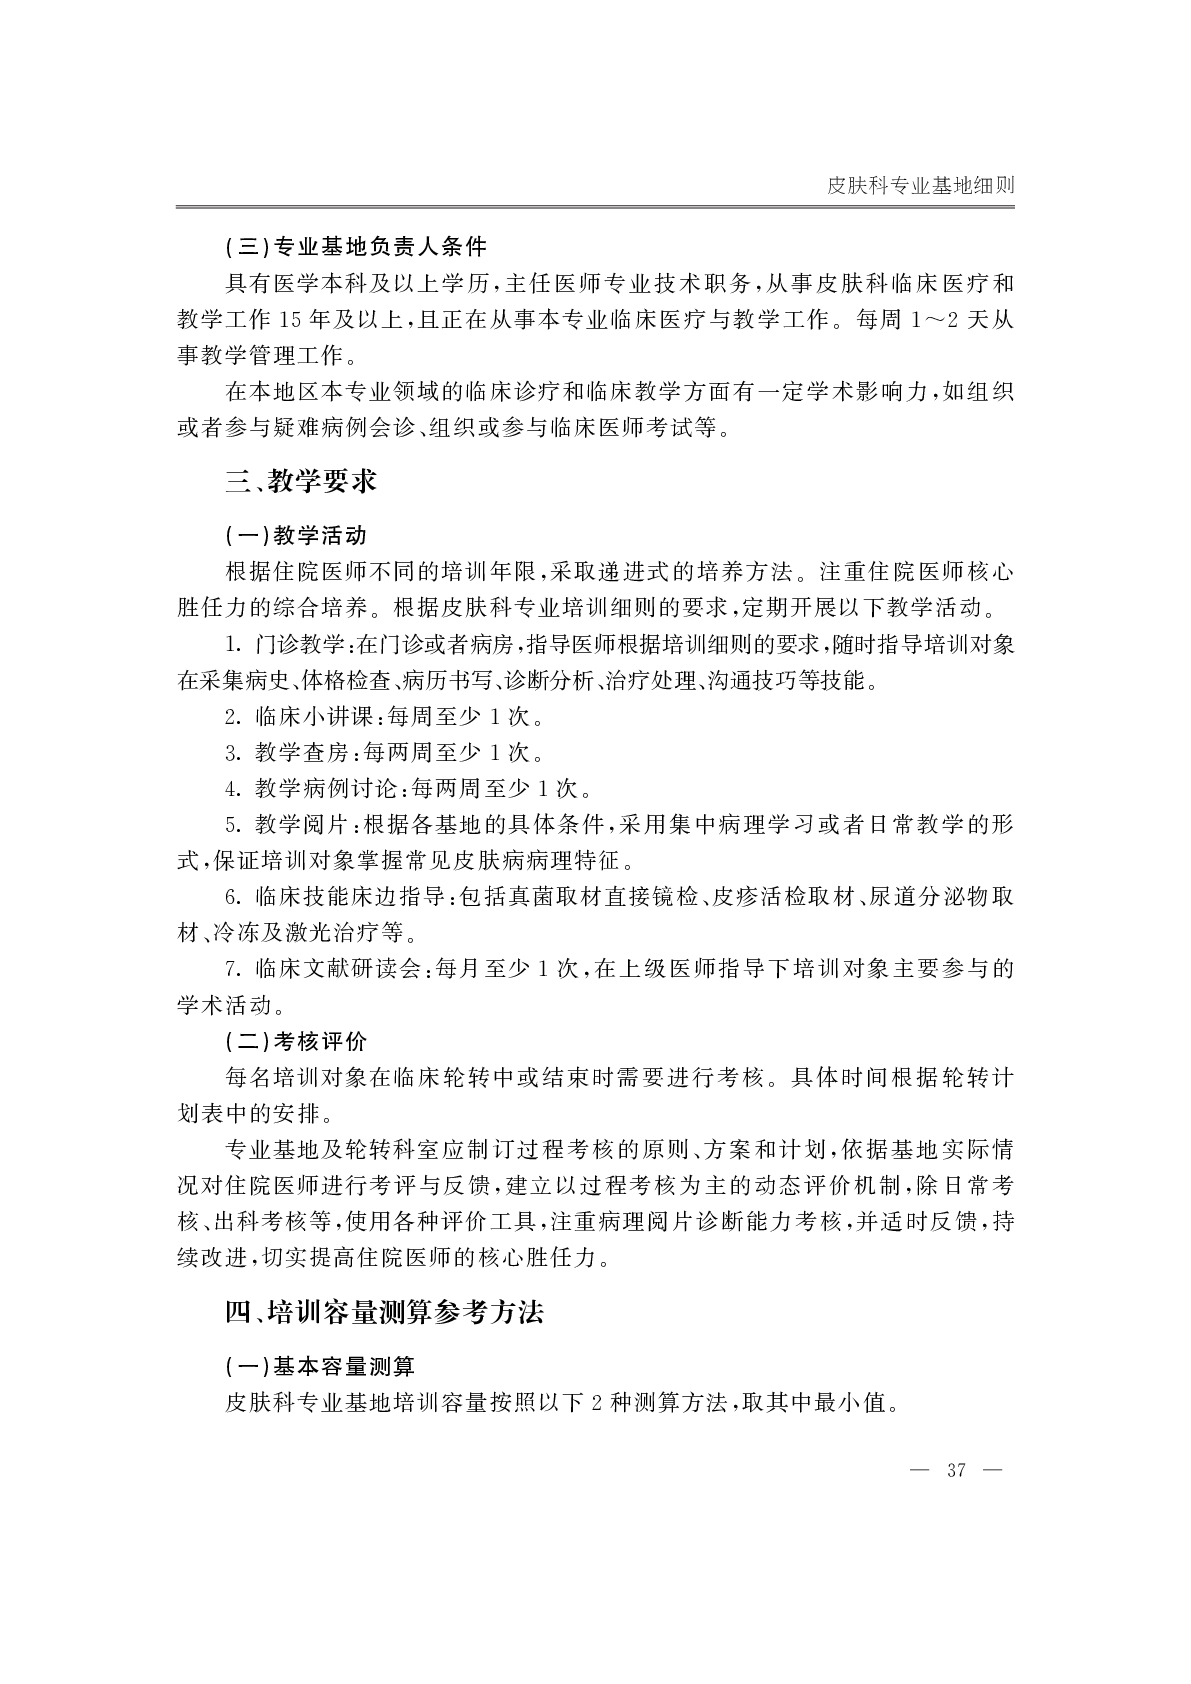 皮肤科专业基地细则
(三)专业基地负责人条件
具有医学本科及以上学历,主任医师专业技术职务,从事皮肤科临床医疗和
教学工作 15 年及以上,且正在从事本专业临床医疗与教学工作。每周 1～2 天从
事教学管理工作。
在本地区本专业领域的临床诊疗和临床教学方面有一定学术影响力,如组织
或者参与疑难病例会诊、组织或参与临床医师考试等。
三、教学要求
(一)教学活动
根据住院医师不同的培训年限,采取递进式的培养方法。注重住院医师核心
胜任力的综合培养。根据皮肤科专业培训细则的要求,定期开展以下教学活动。
1. 门诊教学:在门诊或者病房,指导医师根据培训细则的要求,随时指导培训对象
在采集病史、体格检查、病历书写、诊断分析、治疗处理、沟通技巧等技能。
2. 临床小讲课:每周至少 1 次。
3. 教学查房:每两周至少 1 次。
4. 教学病例讨论:每两周至少 1 次。
5. 教学阅片:根据各基地的具体条件,采用集中病理学习或者日常教学的形
式,保证培训对象掌握常见皮肤病病理特征。
6. 临床技能床边指导:包括真菌取材直接镜检、皮疹活检取材、尿道分泌物取
材、冷冻及激光治疗等。
7. 临床文献研读会:每月至少 1 次,在上级医师指导下培训对象主要参与的
学术活动。
(二)考核评价
每名培训对象在临床轮转中或结束时需要进行考核。具体时间根据轮转计
划表中的安排。
专业基地及轮转科室应制订过程考核的原则、方案和计划,依据基地实际情
况对住院医师进行考评与反馈,建立以过程考核为主的动态评价机制,除日常考
核、出科考核等,使用各种评价工具,注重病理阅片诊断能力考核,并适时反馈,持
续改进,切实提高住院医师的核心胜任力。
四、培训容量测算参考方法
(一)基本容量测算
皮肤科专业基地培训容量按照以下 2 种测算方法,取其中最小值。
— 37 —